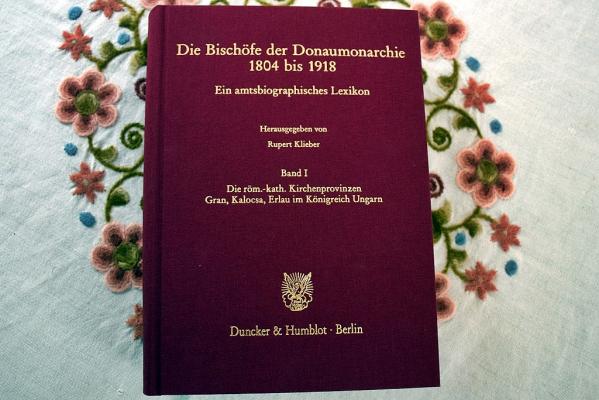 Die Bischöfe der Donaumonarchie
1804 bis 1918
Ein amtsbiographisches Lexikon
Herausgegeben von
Rupert Klieber
Band I
Die röm.-kath. Kirchenprovinzen
Gran, Kalocsa, Erlau im Königreich Ungarn
Duncker & Humblot · Berlin